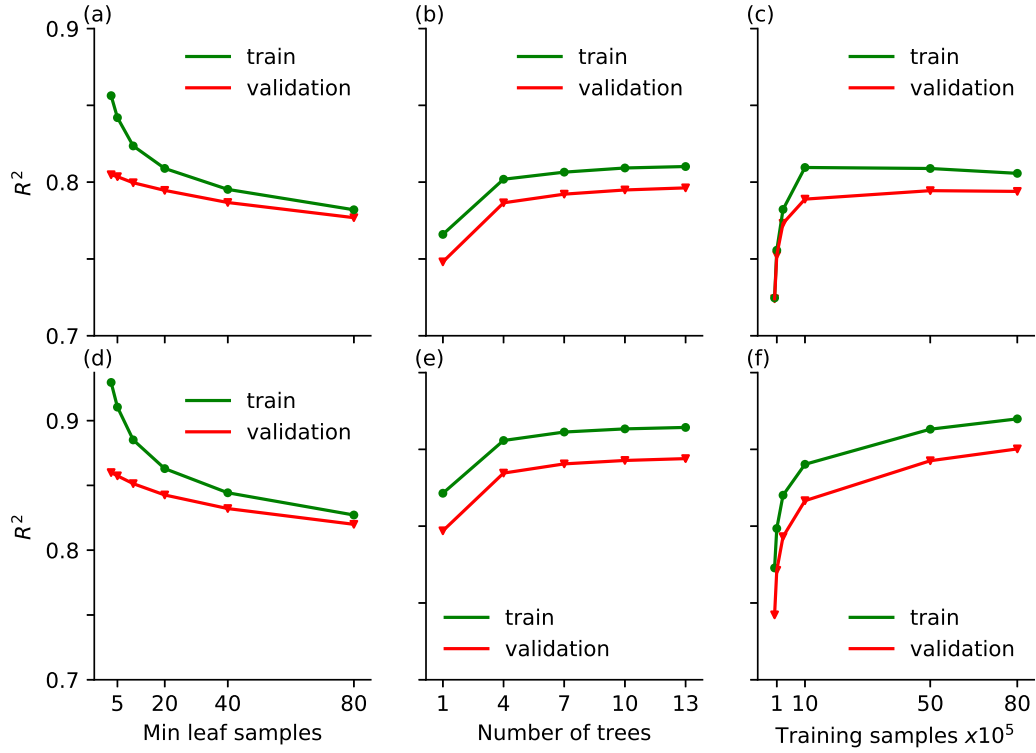 (a)
(b)
(c)
0.9
0.8
0.7
R²
train
validation
train
validation
train
validation
(d)
(e)
(f)
0.9
0.8
0.7
R²
train
validation
train
validation
train
validation
5 20 40 80
1 4 7 10 13
1 10 50 80
Min leaf samples
Number of trees
Training samples x10⁵